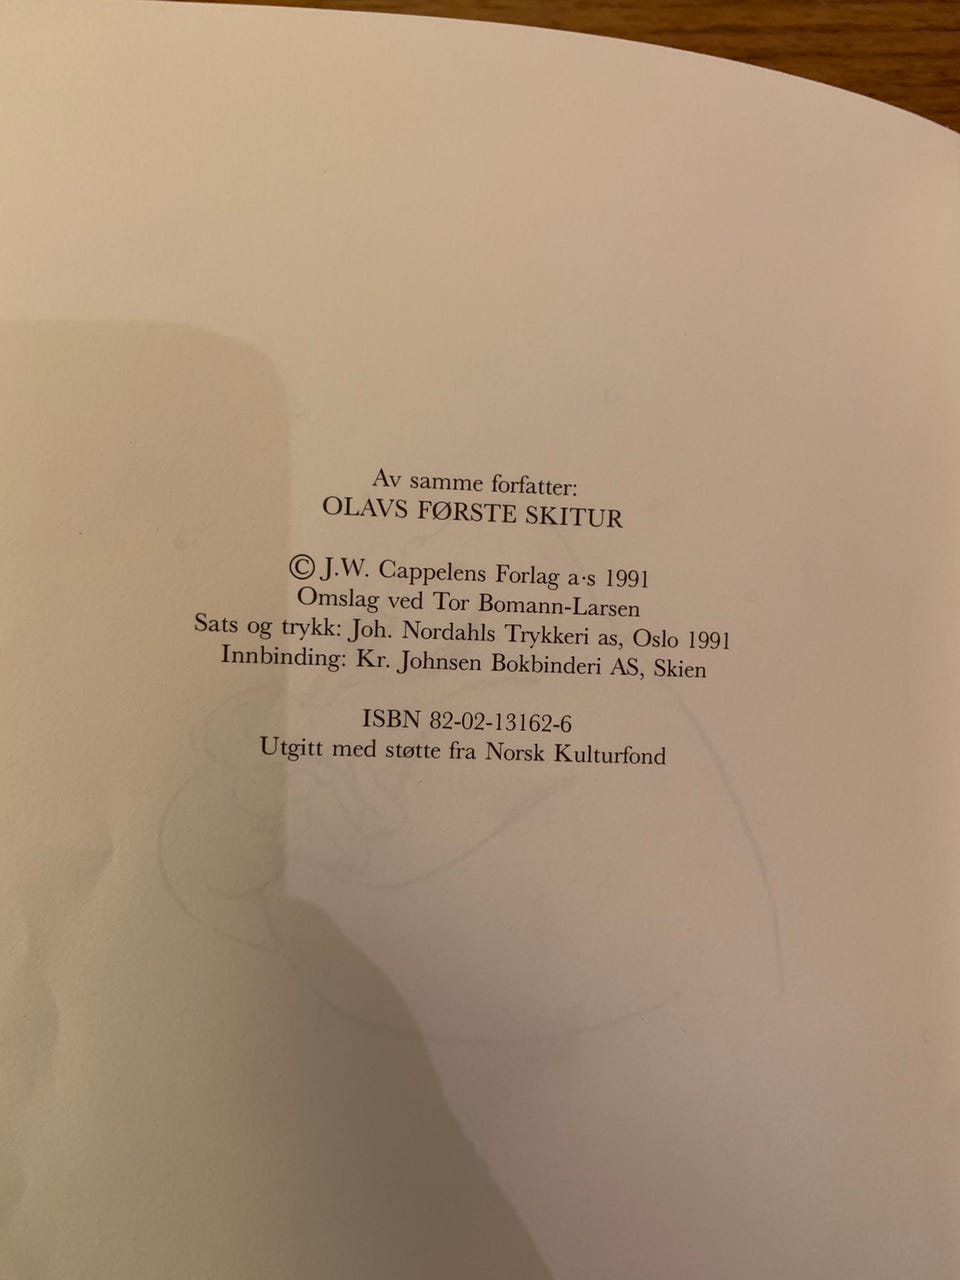 Av samme forfatter:
OLAVS FØRSTE SKITUR
© J.W. Cappelens Forlag a·s 1991
Omslag ved Tor Bomann-Larsen
Sats og trykk: Joh. Nordahls Trykkeri as, Oslo 1991
Innbinding: Kr. Johnsen Bokbinderi AS, Skien
ISBN 82-02-13162-6
Utgitt med støtte fra Norsk Kulturfond